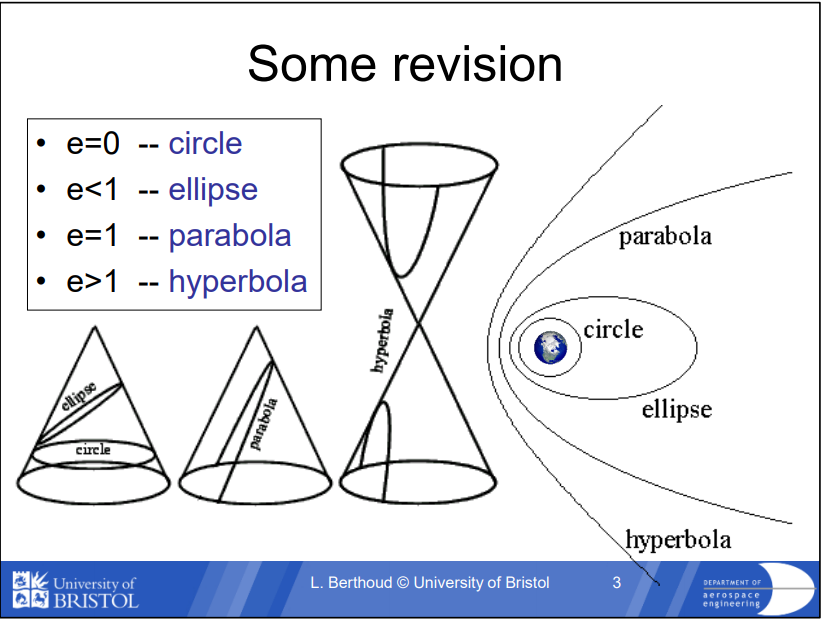 Some revision
• e=0 -- circle
• e<1 -- ellipse
• e=1 -- parabola
• e>1 -- hyperbola
ellipse
circle
parabola
hyperbola
parabola
circle
ellipse
hyperbola
University of
BRISTOL
L. Berthoud © University of Bristol
3
DEPARTMENT OF
aerospace
engineering